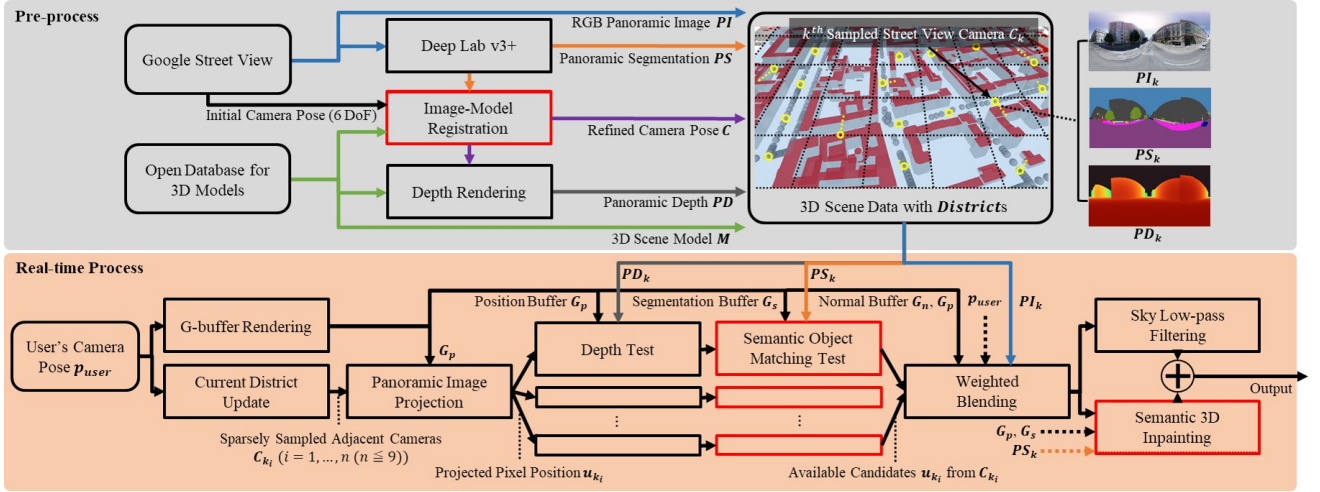 Pre-process
Google Street View
Open Database for
3D Models
Initial Camera Pose (6 DoF)
Deep Lab v3+
Image-Model
Registration
Depth Rendering
RGB Panoramic Image PI
Panoramic Segmentation PS
Refined Camera Pose C
Panoramic Depth PD
3D Scene Model M
kth Sampled Street View Camera Ck
3D Scene Data with Districts
PIk
PSk
PDk
Real-time Process
User's Camera
Pose puser
G-buffer Rendering
Current District
Update
Sparsely Sampled Adjacent Cameras
Cki (i = 1, ..., n (n ≦ 9))
Gp
Panoramic Image
Projection
Projected Pixel Position uki
Position Buffer Gp
PDk
Depth Test
⋮
Segmentation Buffer Gs
PSk
Semantic Object
Matching Test
⋮
Normal Buffer Gn, Gp
puser
PIk
Weighted
Blending
Available Candidates uki from Cki
Sky Low-pass
Filtering
+
Output
Semantic 3D
Inpainting
Gp, Gs
PSk